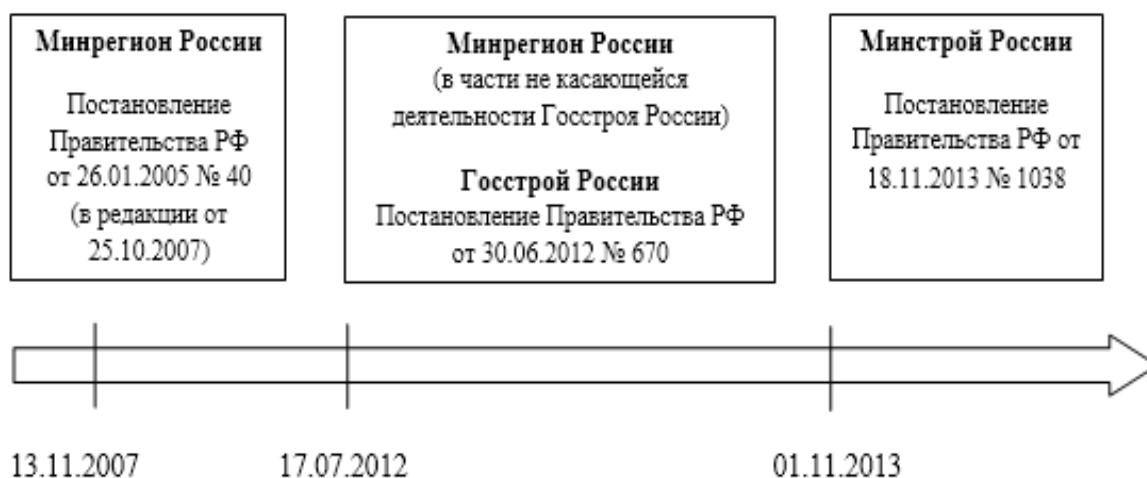 Минрегион России
Постановление
Правительства РФ
от 26.01.2005 № 40
(в редакции от
25.10.2007)
Минрегион России
(в части не касающейся
деятельности Госстроя России)
Госстрой России
Постановление Правительства РФ
от 30.06.2012 № 670
Минстрой России
Постановление
Правительства РФ от
18.11.2013 № 1038
13.11.2007
17.07.2012
01.11.2013